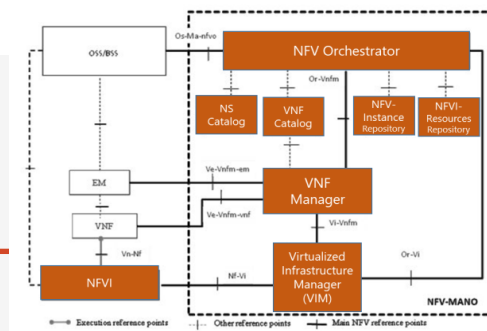 Os-Ma-nfvo
OSS/BSS
NFV Orchestrator
Or-Vnfm
NS
Catalog
VNF
Catalog
NFV-
Instance
Repository
NFVI-
Resources
Repository
Ve-Vnfm-em
EM
VNF
Manager
Ve-Vnfm-vnf
VNF
Vi-Vnfm
Vn-Nf
Virtualized
Infrastructure
Manager
(VIM)
Or-Vi
NFVI
Nf-Vi
NFV-MANO
Execution reference points
Other reference points
Main NFV reference points